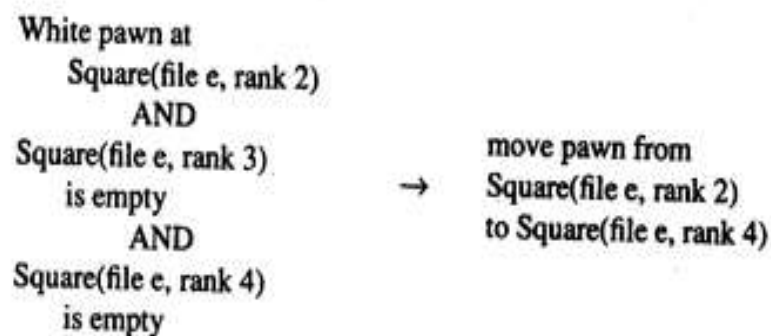 White pawn at
Square(file e, rank 2)
AND
Square(file e, rank 3)
is empty
AND
Square(file e, rank 4)
is empty
→
move pawn from
Square(file e, rank 2)
to Square(file e, rank 4)